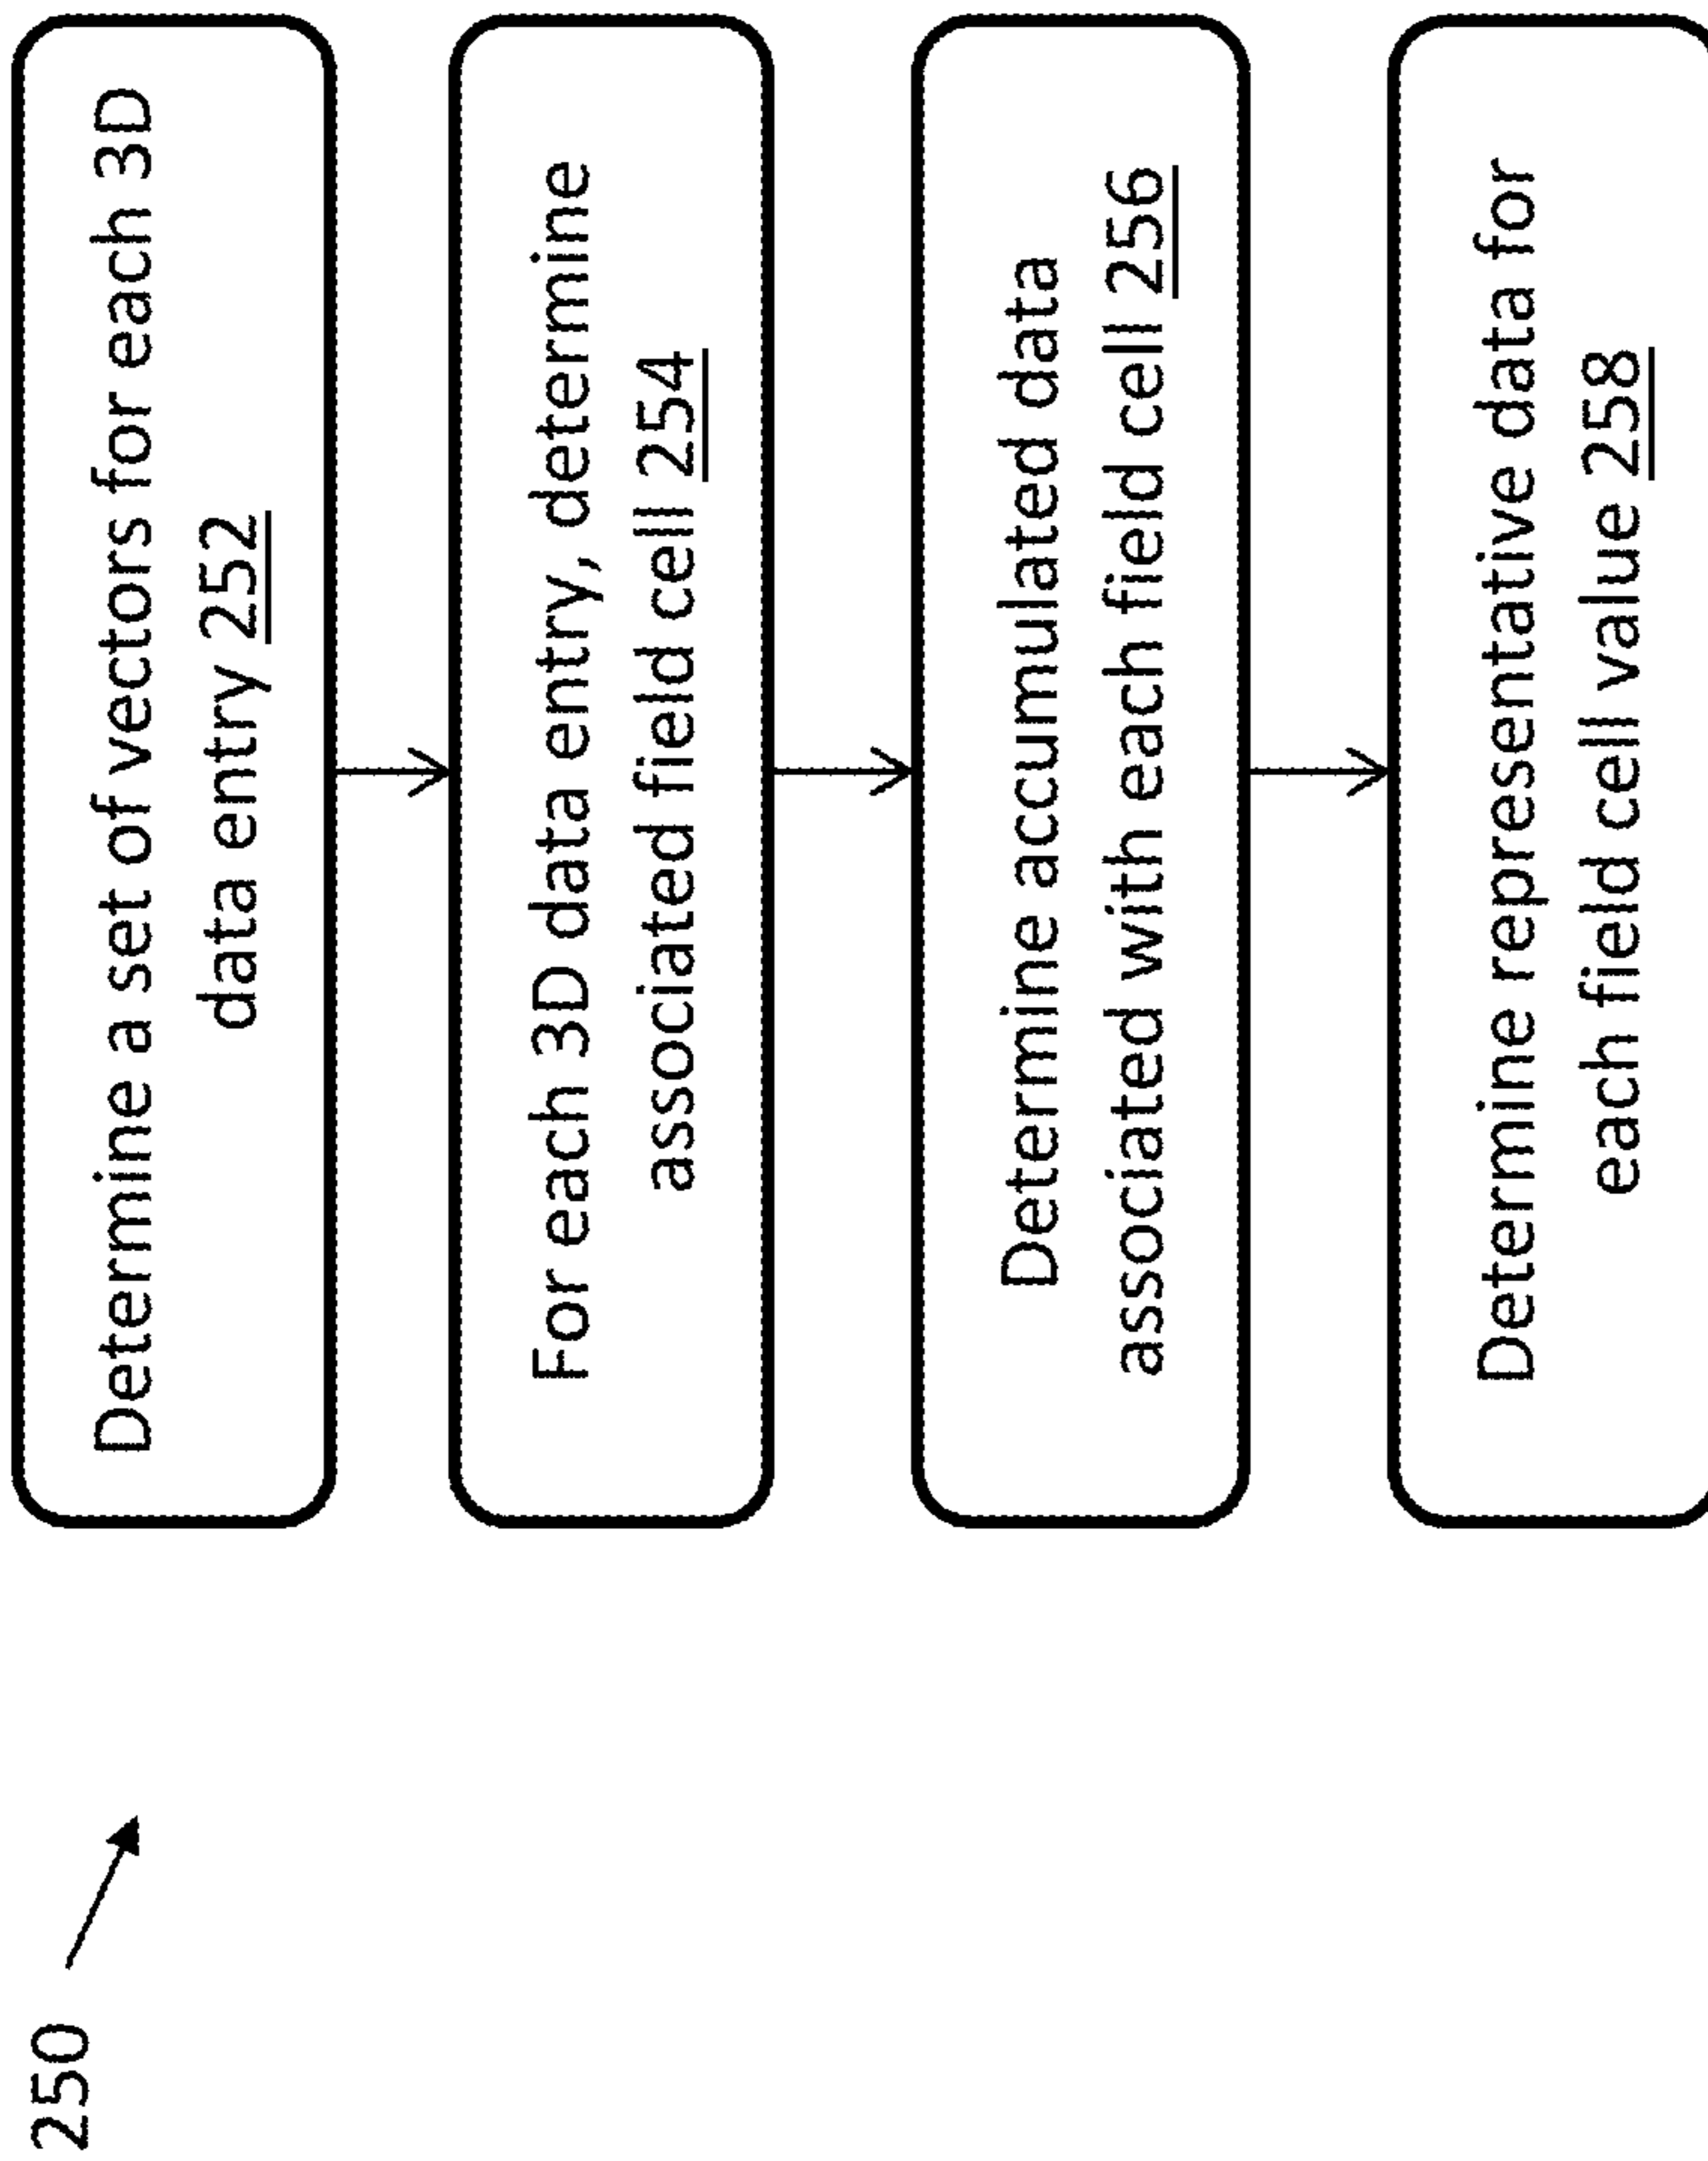 250
Determine a set of vectors for each 3D
data entry 252
For each 3D data entry, determine
associated field cell 254
Determine accumulated data
associated with each field cell 256
Determine representative data for
each field cell value 258